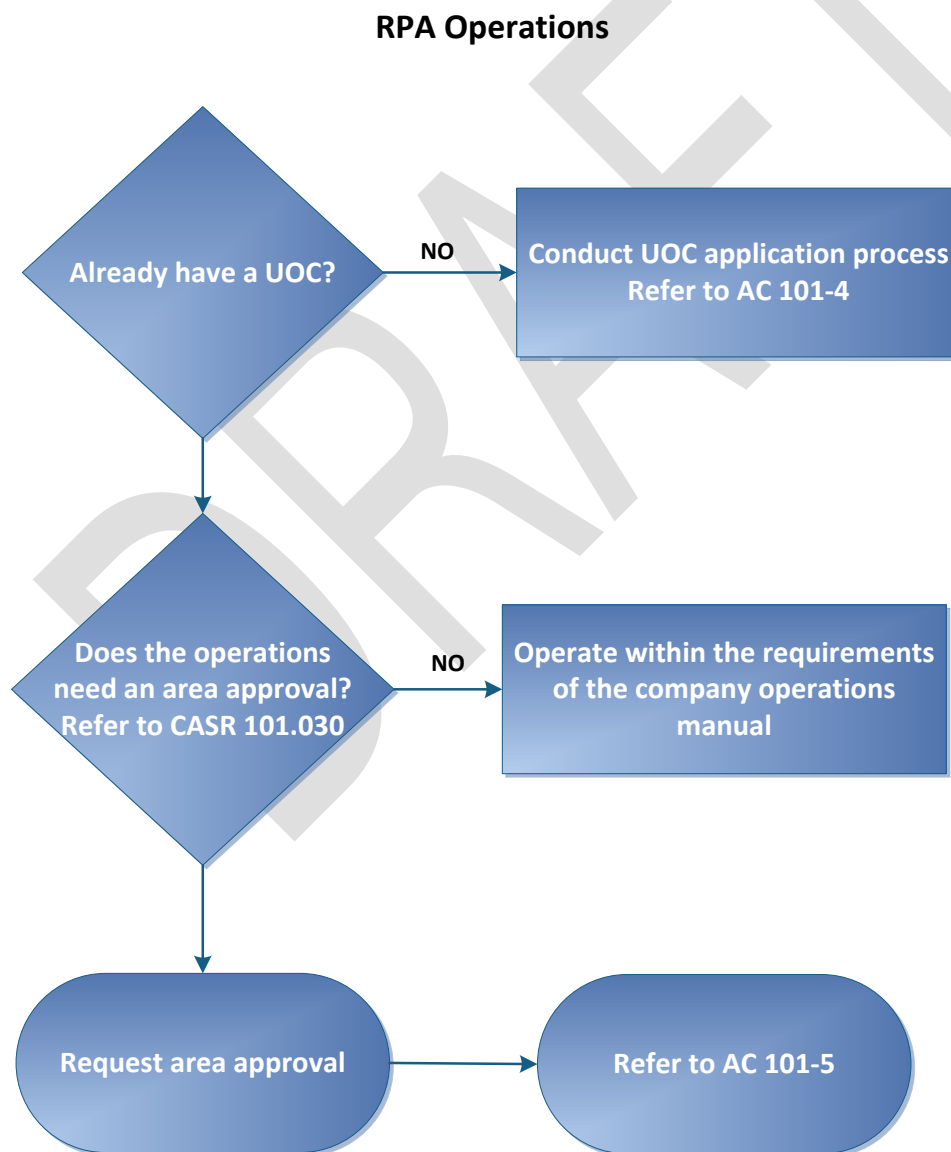 RPA Operations
Already have a UOC?
NO
Conduct UOC application process
Refer to AC 101-4
Does the operations
need an area approval?
Refer to CASR 101.030
NO
Operate within the requirements
of the company operations
manual
Request area approval
Refer to AC 101-5
DRAFT